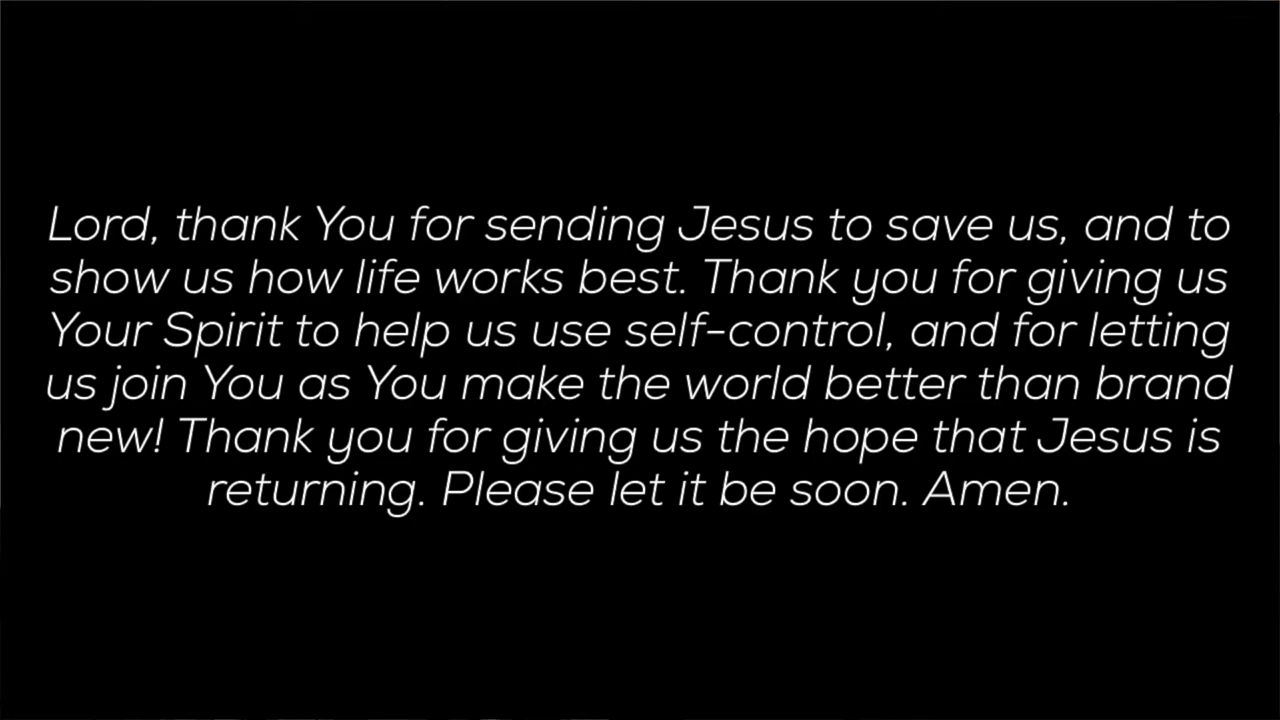 Lord, thank You for sending Jesus to save us, and to
show us how life works best. Thank you for giving us
Your Spirit to help us use self-control, and for letting
us join You as You make the world better than brand
new! Thank you for giving us the hope that Jesus is
returning. Please let it be soon. Amen.